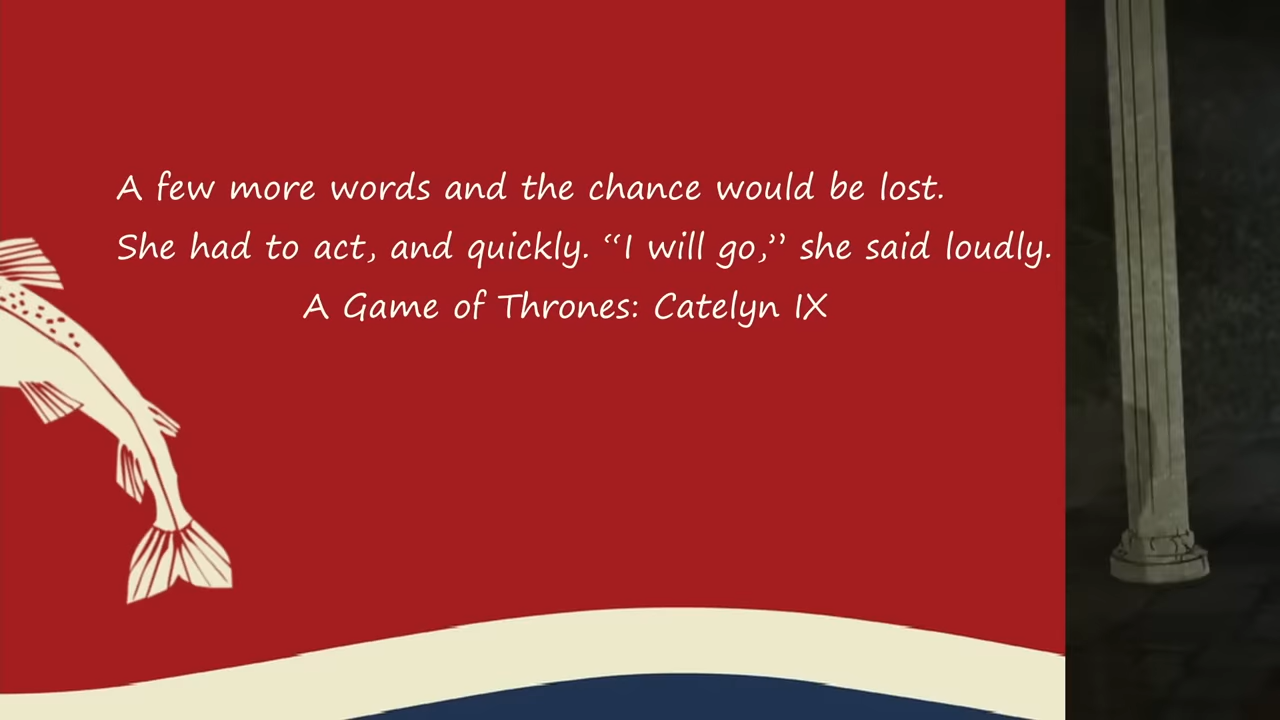 A few more words and the chance would be lost.
She had to act, and quickly. “I will go,” she said loudly.
A Game of Thrones: Catelyn IX